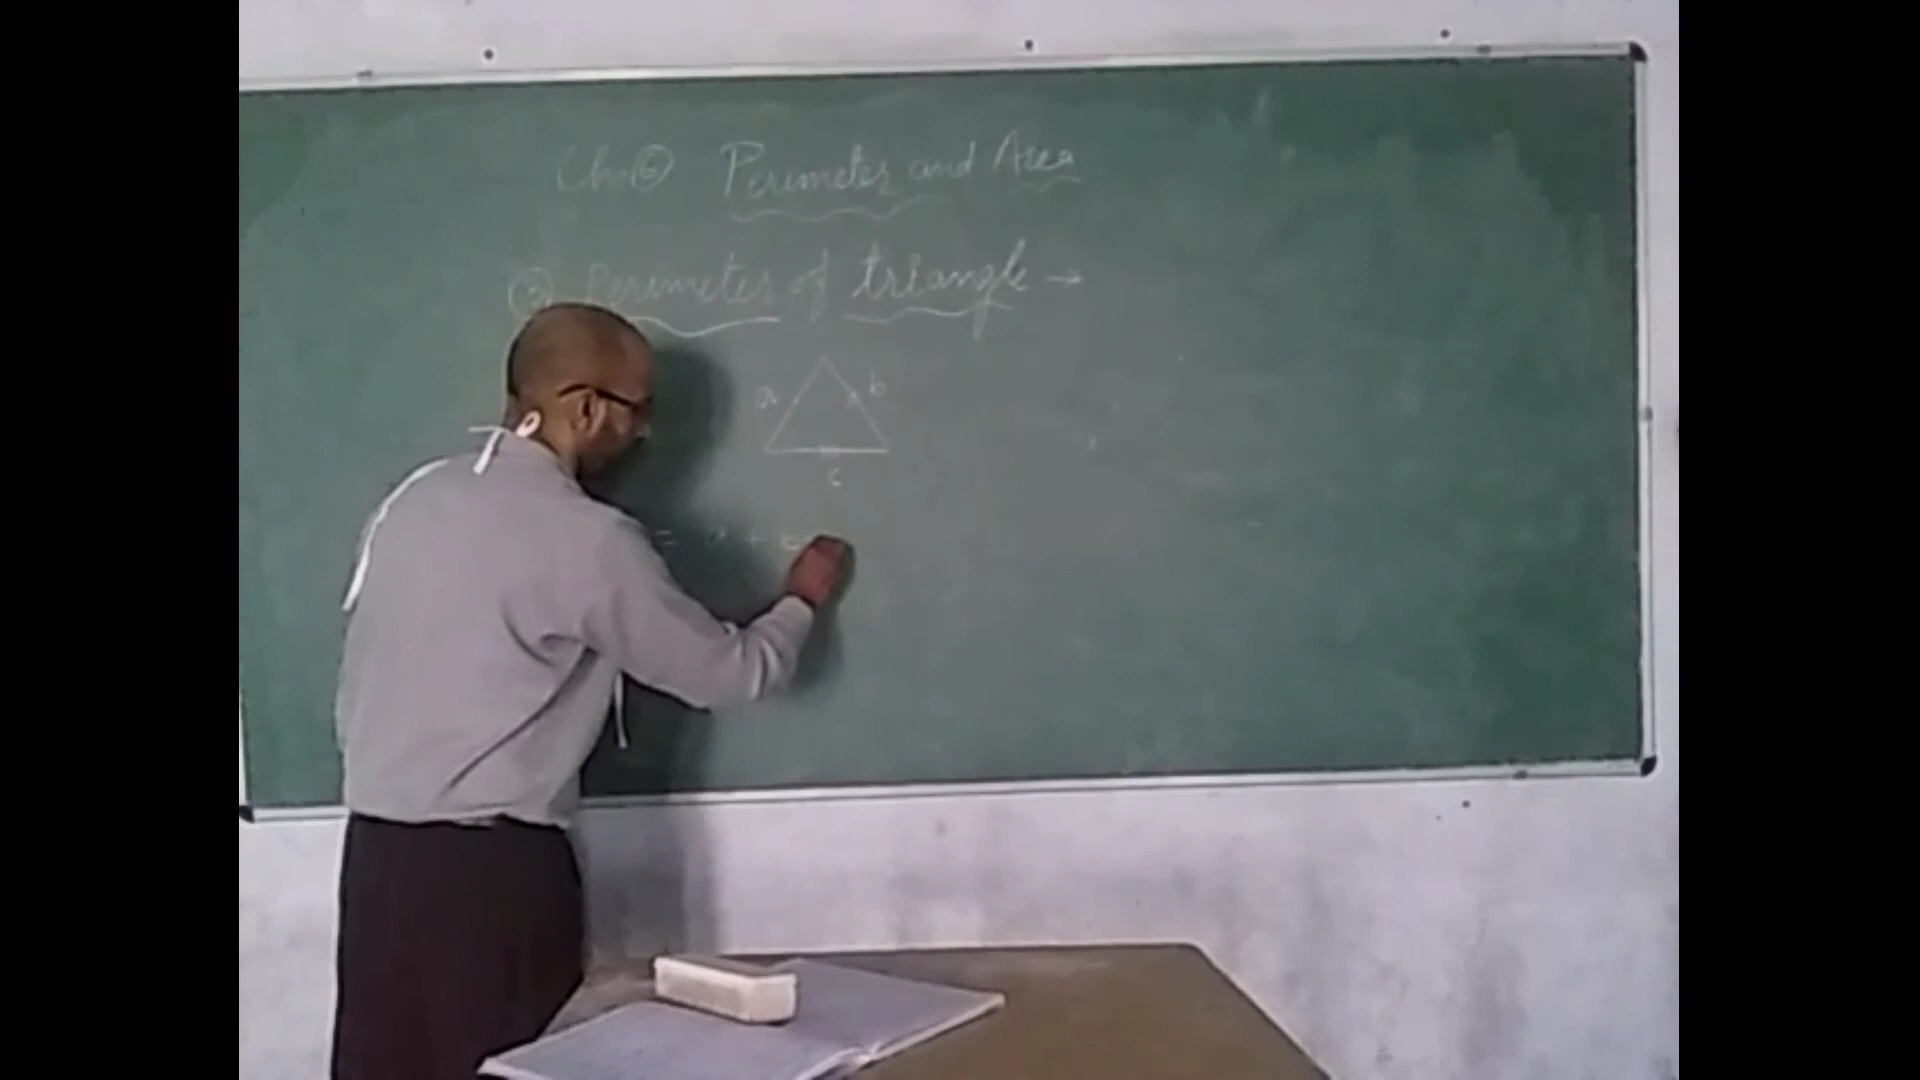 Ch:⑥ Perimeter and Area
Perimeter of triangle →
a b
c
= a +